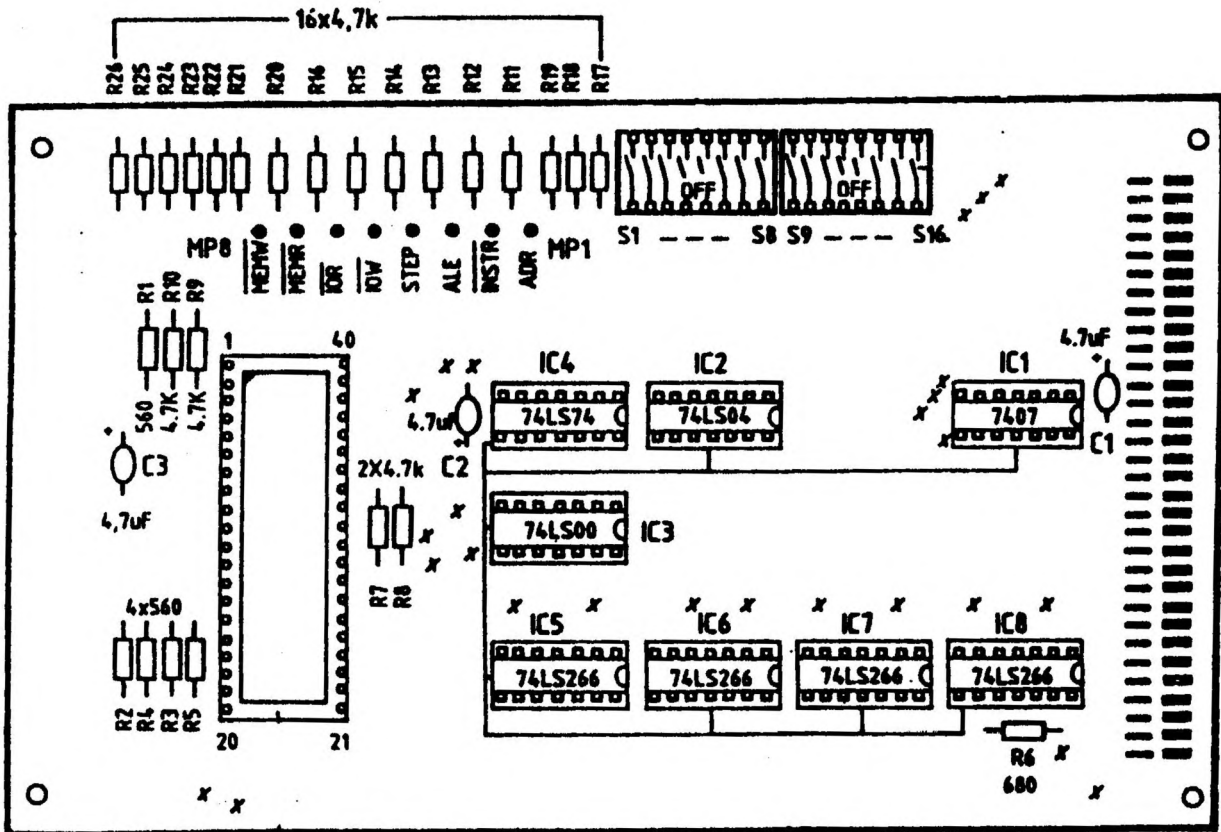 16x4,7k
R26 R25 R24 R23 R22 R21 R20 R16 R15 R14 R13 R12 R11 R19 R18 R17
OFF OFF
S1 --- S8 S9 --- S16.
MP8 MP1
MEMW MEMR IOR IOW STEP ALE INSTR ADR
R1 R10 R9
560 4.7K 4.7K
1 40
+ C3
4,7uF
4.7uF
+ C2
IC4
74LS74
IC2
74LS04
IC1
7407
4.7uF
+
C1
2X4.7k
R7 R8
74LS00 IC3
4x560
R2 R4 R3 R5
20 21
x x x x x x x x
IC5 IC6 IC7 IC8
74LS266 74LS266 74LS266 74LS266
R6
680